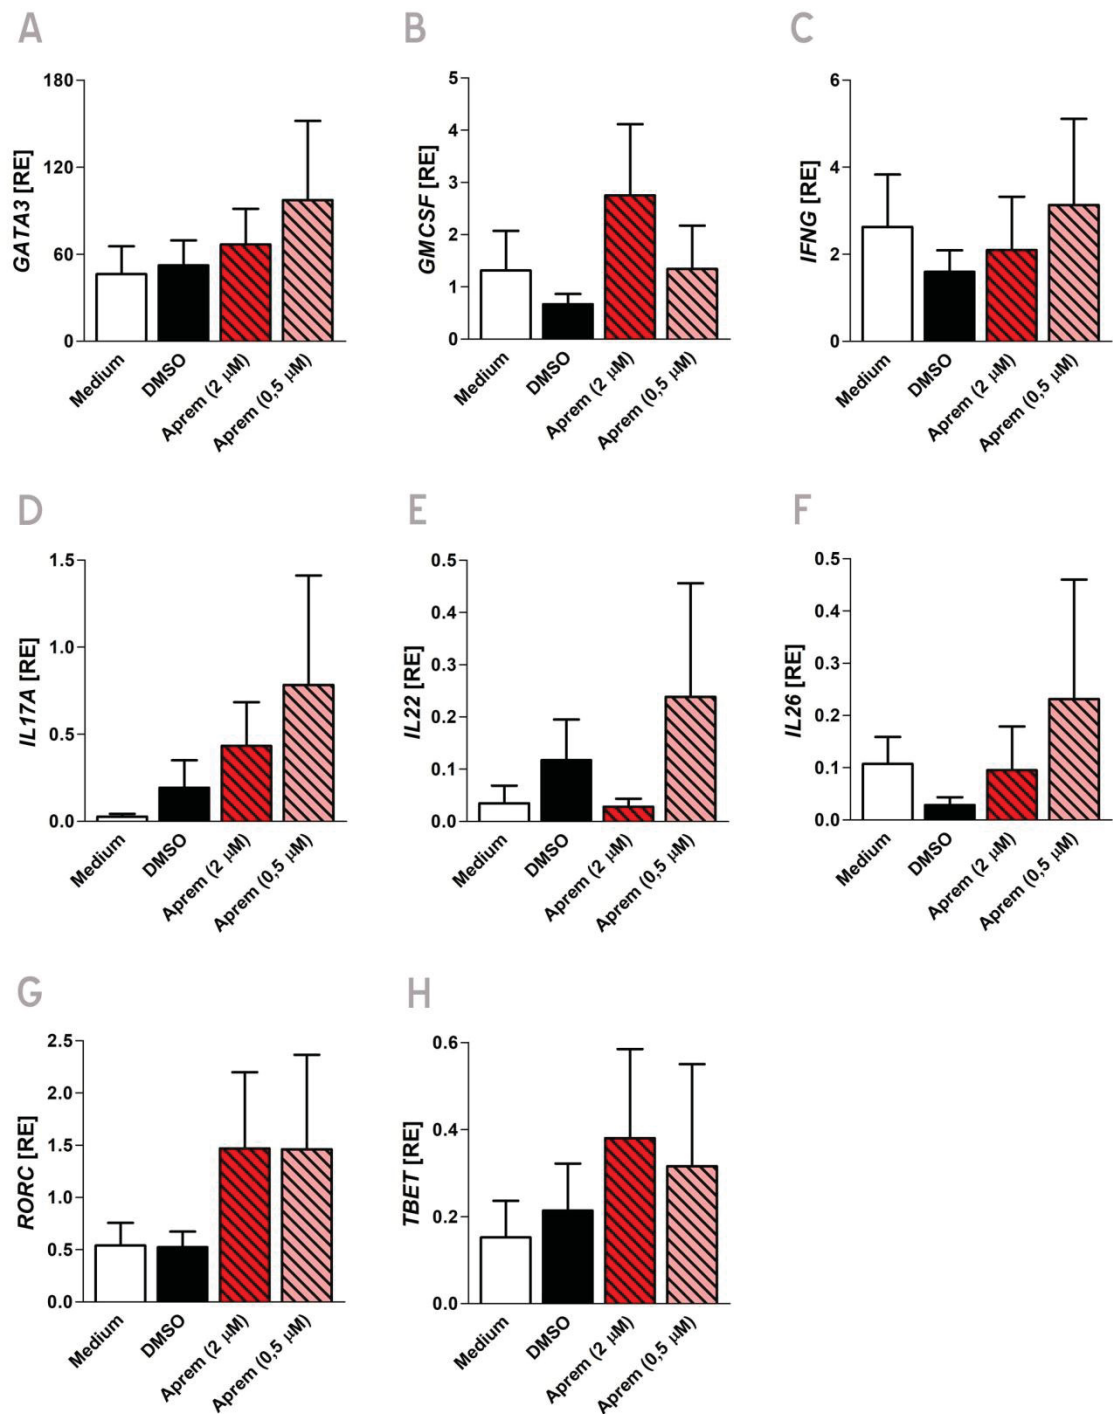 A
GATA3 [RE]
180
120
60
0
Medium
DMSO
Aprem (2 µM)
Aprem (0,5 µM)
B
GMCSF [RE]
5
4
3
2
1
0
Medium
DMSO
Aprem (2 µM)
Aprem (0,5 µM)
C
IFNG [RE]
6
4
2
0
Medium
DMSO
Aprem (2 µM)
Aprem (0,5 µM)
D
IL17A [RE]
1.5
1.0
0.5
0.0
Medium
DMSO
Aprem (2 µM)
Aprem (0,5 µM)
E
IL22 [RE]
0.5
0.4
0.3
0.2
0.1
0.0
Medium
DMSO
Aprem (2 µM)
Aprem (0,5 µM)
F
IL26 [RE]
0.5
0.4
0.3
0.2
0.1
0.0
Medium
DMSO
Aprem (2 µM)
Aprem (0,5 µM)
G
RORC [RE]
2.5
2.0
1.5
1.0
0.5
0.0
Medium
DMSO
Aprem (2 µM)
Aprem (0,5 µM)
H
TBET [RE]
0.6
0.4
0.2
0.0
Medium
DMSO
Aprem (2 µM)
Aprem (0,5 µM)